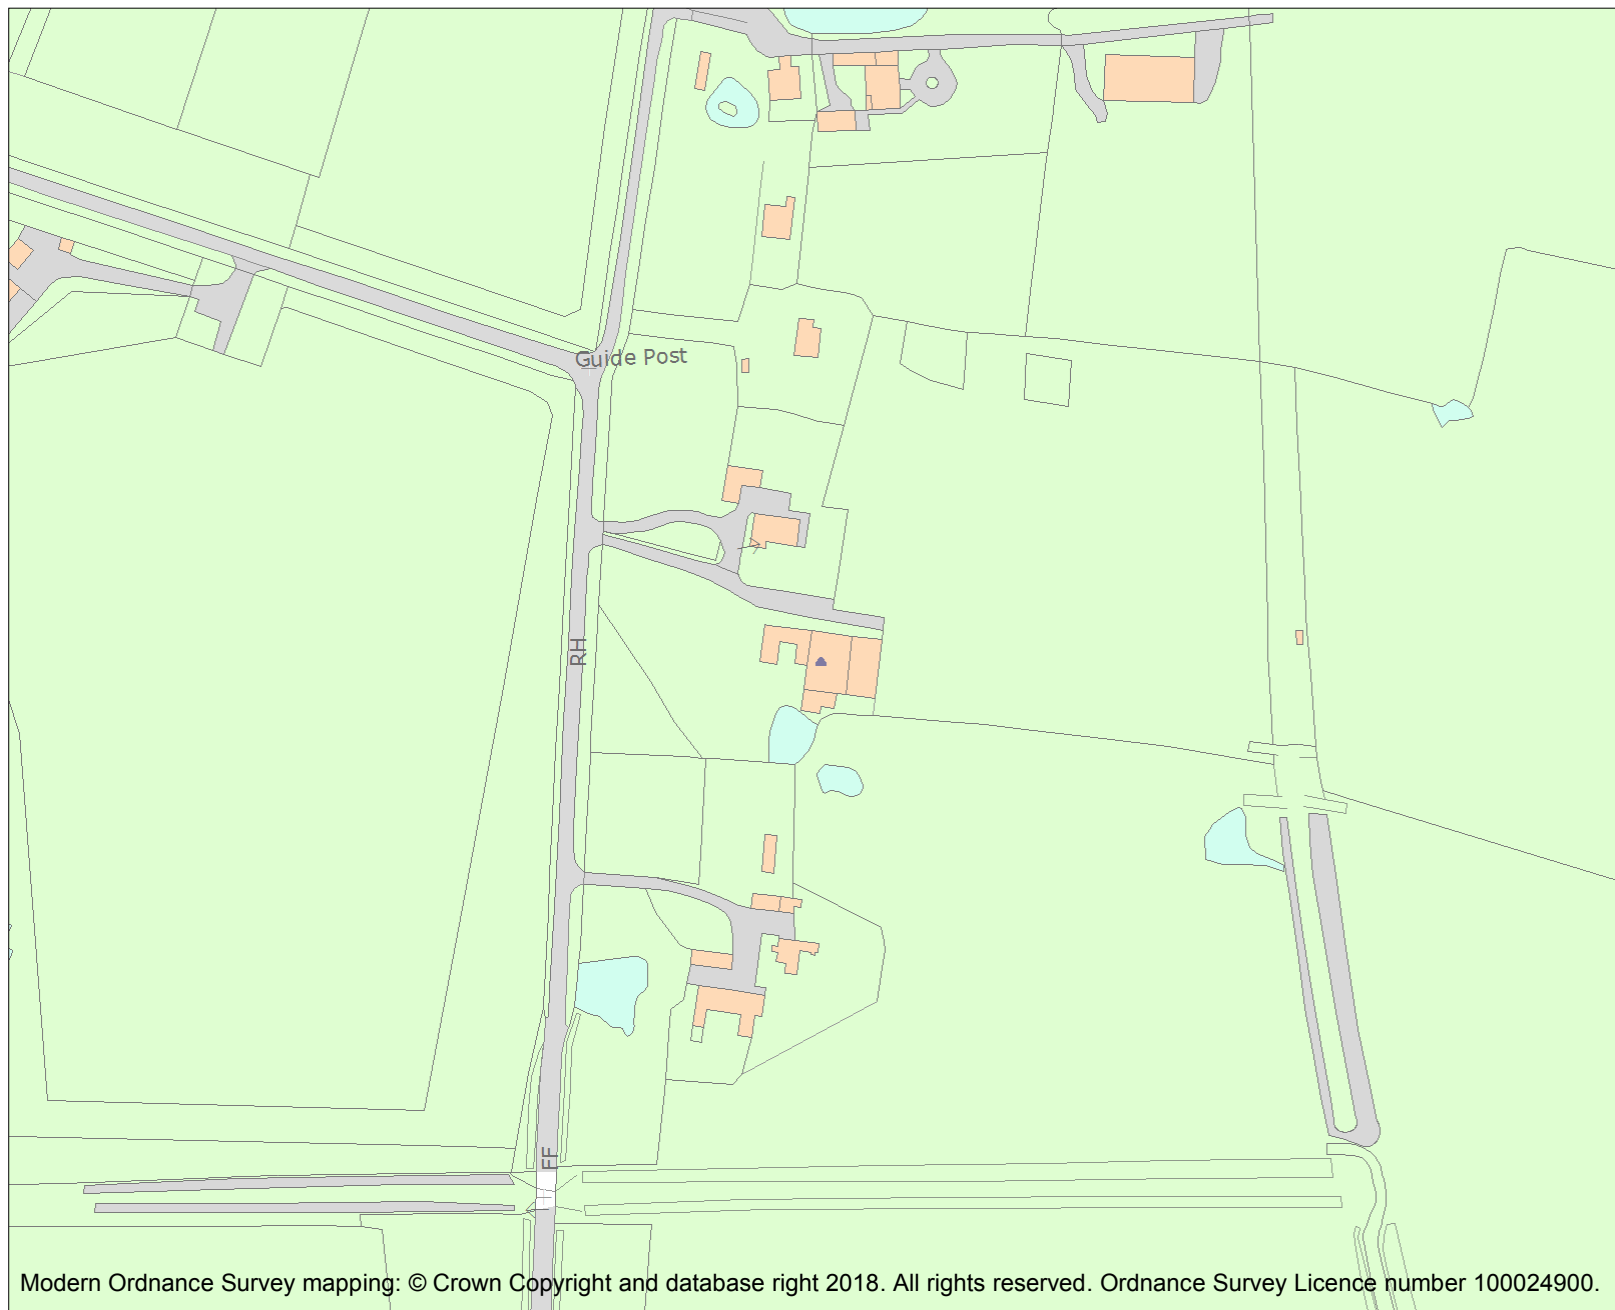 Guide Post
RH
FF
Modern Ordnance Survey mapping: © Crown Copyright and database right 2018. All rights reserved. Ordnance Survey Licence number 100024900.